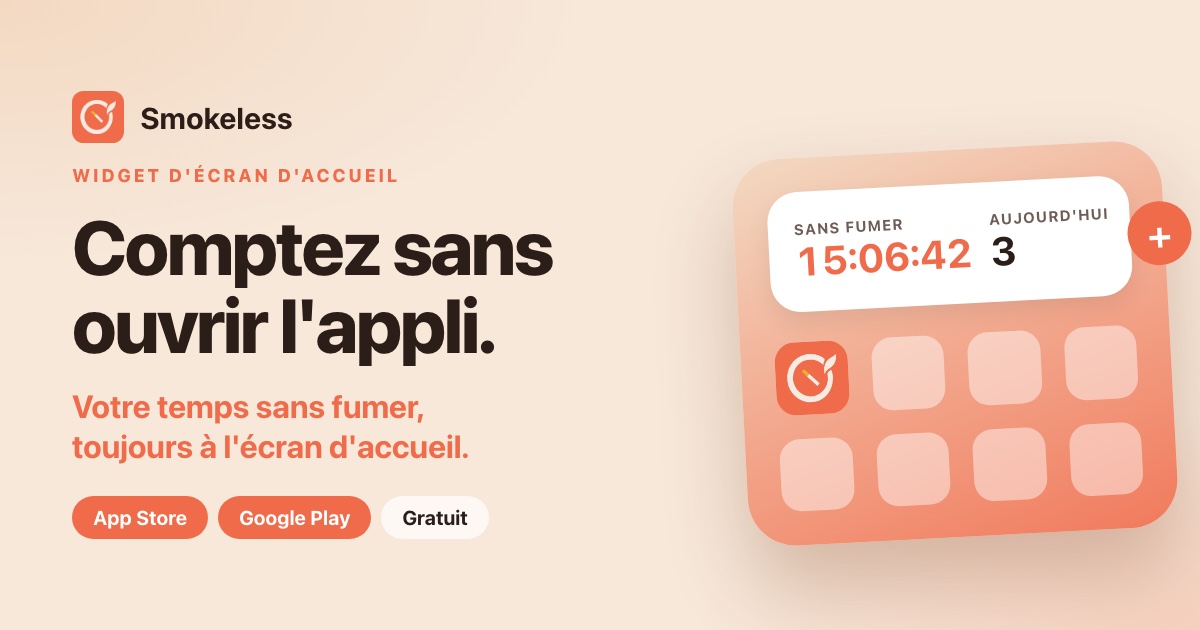 Smokeless
WIDGET D'ÉCRAN D'ACCUEIL
Comptez sans
ouvrir l'appli.
Votre temps sans fumer,
toujours à l'écran d'accueil.
App Store
Google Play
Gratuit
SANS FUMER
15:06:42
AUJOURD'HUI
3
+